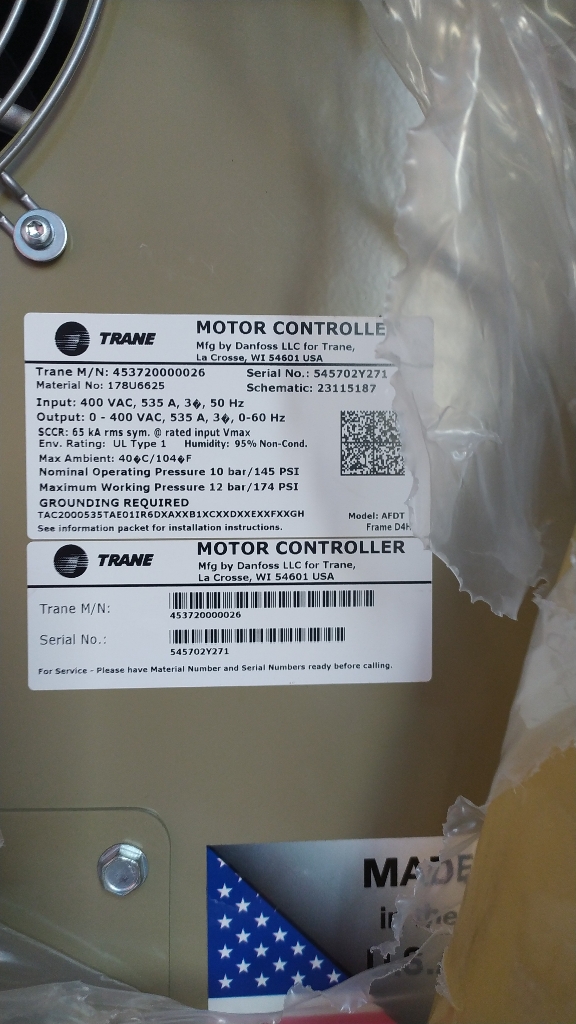 TRANE
MOTOR CONTROLLE
Mfg by Danfoss LLC for Trane,
La Crosse, WI 54601 USA
Trane M/N: 453720000026 Serial No.: 545702Y271
Material No: 178U6625 Schematic: 23115187
Input: 400 VAC, 535 A, 3�, 50 Hz
Output: 0 - 400 VAC, 535 A, 3�, 0-60 Hz
SCCR: 65 kA rms sym. @ rated input Vmax
Env. Rating: UL Type 1 Humidity: 95% Non-Cond.
Max Ambient: 40�C/104�F
Nominal Operating Pressure 10 bar/145 PSI
Maximum Working Pressure 12 bar/174 PSI
GROUNDING REQUIRED
TAC2000535TAE01IR6DXAXXB1XCXXDXXEXXFXXGH Model: AFDT
See information packet for installation instructions. Frame D4H
TRANE
MOTOR CONTROLLER
Mfg by Danfoss LLC for Trane,
La Crosse, WI 54601 USA
Trane M/N:
453720000026
Serial No.:
545702Y271
For Service - Please have Material Number and Serial Numbers ready before calling.
MADE
in the
U.S.